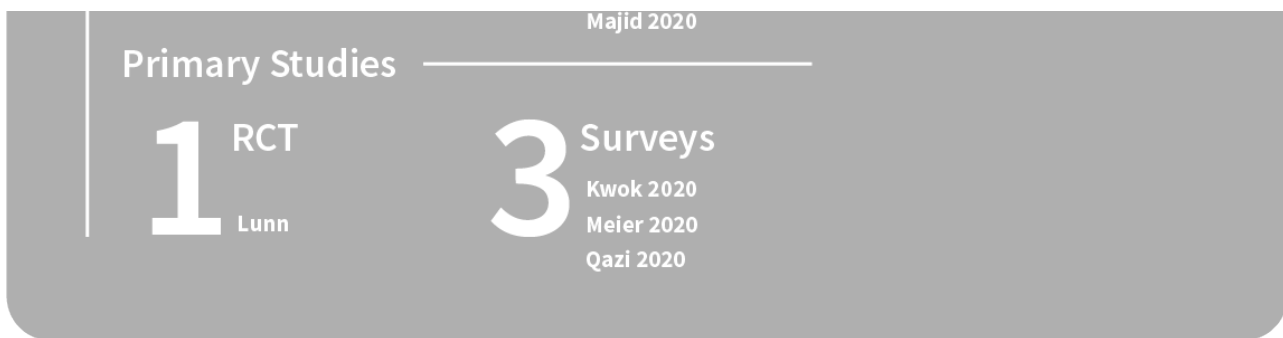 Majid 2020
Primary Studies
1 RCT
Lunn
3 Surveys
Kwok 2020
Meier 2020
Qazi 2020